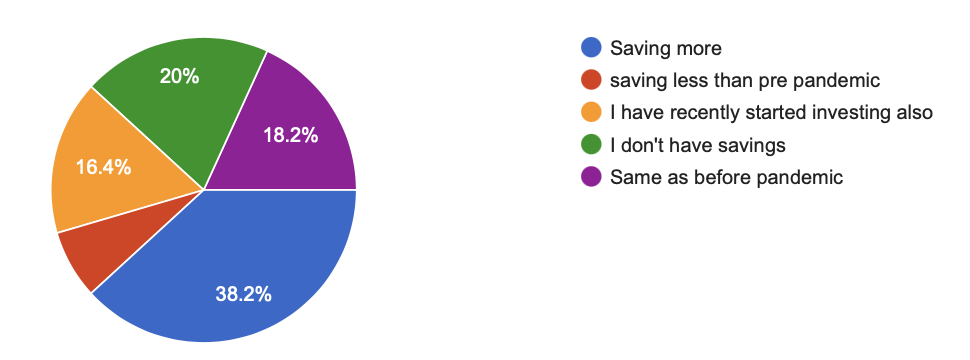 20%
18.2%
16.4%
38.2%
Saving more
saving less than pre pandemic
I have recently started investing also
I don't have savings
Same as before pandemic